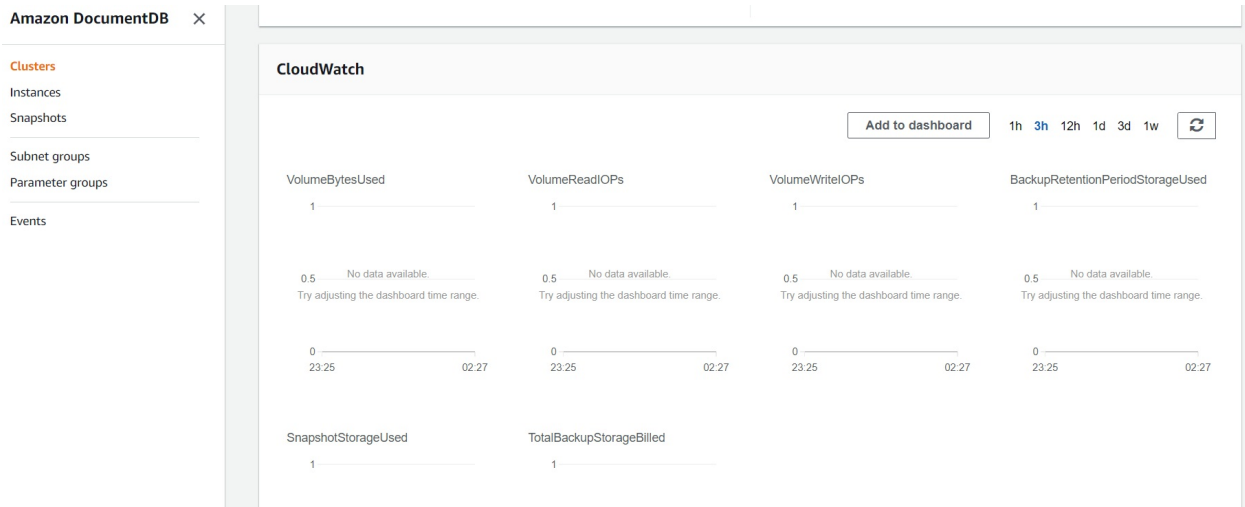 Amazon DocumentDB
Clusters
Instances
Snapshots
Subnet groups
Parameter groups
Events
CloudWatch
Add to dashboard 1h 3h 12h 1d 3d 1w
VolumeBytesUsed
1
0.5
No data available.
Try adjusting the dashboard time range.
0
23:25 02:27
VolumeReadIOPs
1
0.5
No data available.
Try adjusting the dashboard time range.
0
23:25 02:27
VolumeWriteIOPs
1
0.5
No data available.
Try adjusting the dashboard time range.
0
23:25 02:27
BackupRetentionPeriodStorageUsed
1
0.5
No data available.
Try adjusting the dashboard time range.
0
23:25 02:27
SnapshotStorageUsed
1
TotalBackupStorageBilled
1